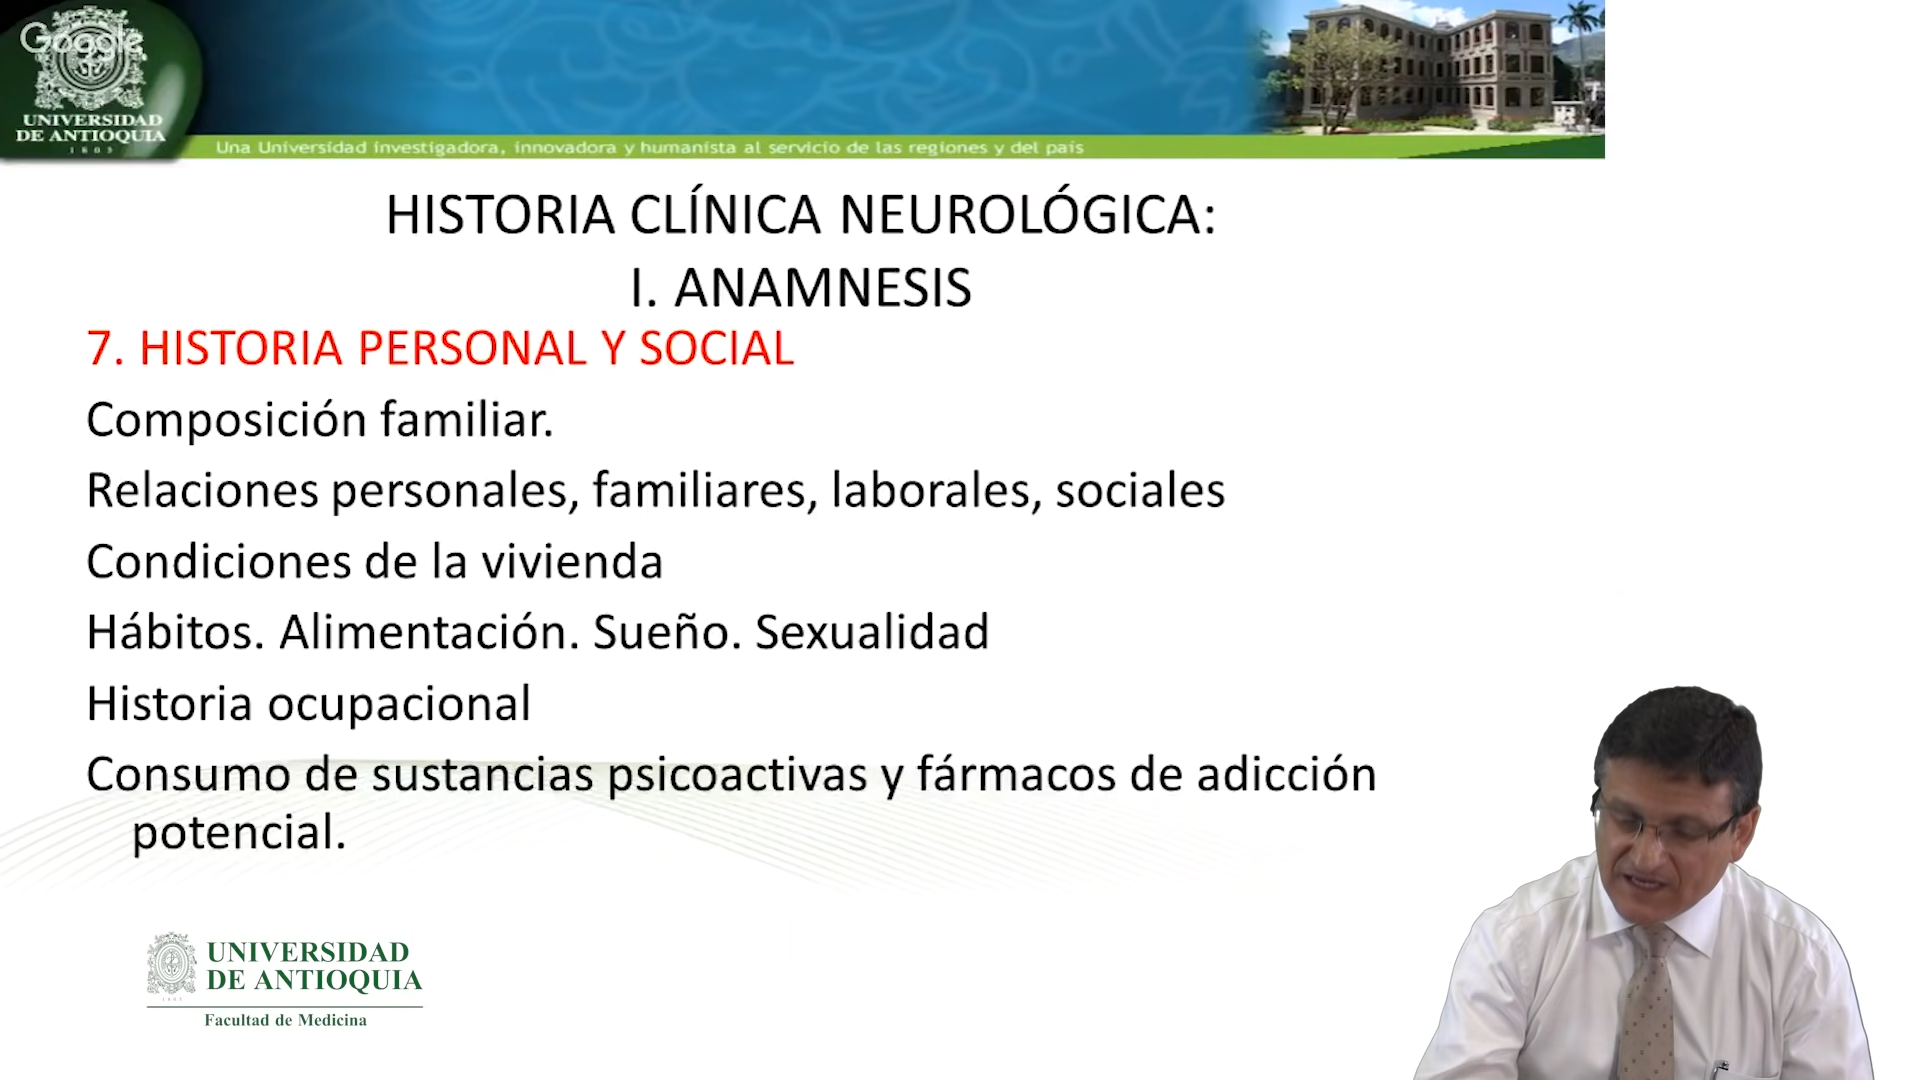 Google
UNIVERSIDAD
DE ANTIOQUIA
1803
Una Universidad investigadora, innovadora y humanista al servicio de las regiones y del país
HISTORIA CLÍNICA NEUROLÓGICA:
I. ANAMNESIS
7. HISTORIA PERSONAL Y SOCIAL
Composición familiar.
Relaciones personales, familiares, laborales, sociales
Condiciones de la vivienda
Hábitos. Alimentación. Sueño. Sexualidad
Historia ocupacional
Consumo de sustancias psicoactivas y fármacos de adicción
potencial.
UNIVERSIDAD
DE ANTIOQUIA
1803
Facultad de Medicina